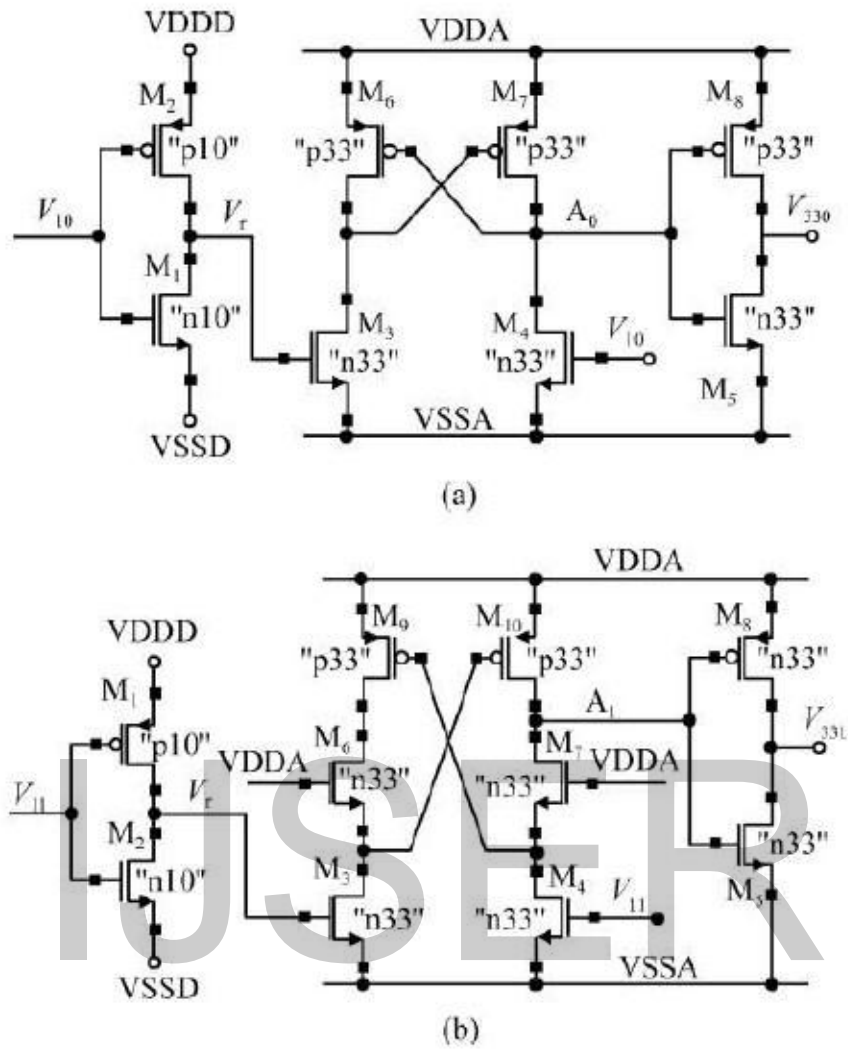 VDDD
VDDA
M₂ M₆ M₇ M₈
"p10" "p33" "p33" "p33"
V₁₀ Vᵣ A₀ V₃₃₀
M₁ M₃ M₄ V₁₀
"n10" "n33" "n33" "n33"
M₅
VSSD VSSA
(a)
VDDA
VDDD M₉ M₁₀ M₈
"p33" "p33" "n33"
M₁ A₁ V₃₃₁
"p10" M₆ M₇
VDDA "n33" "n33" VDDA
V₁₁ Vᵣ
M₂ M₃ M₄ V₁₁ "n33"
"n10" "n33" "n33" M₅
VSSD VSSA
(b)
IJSER